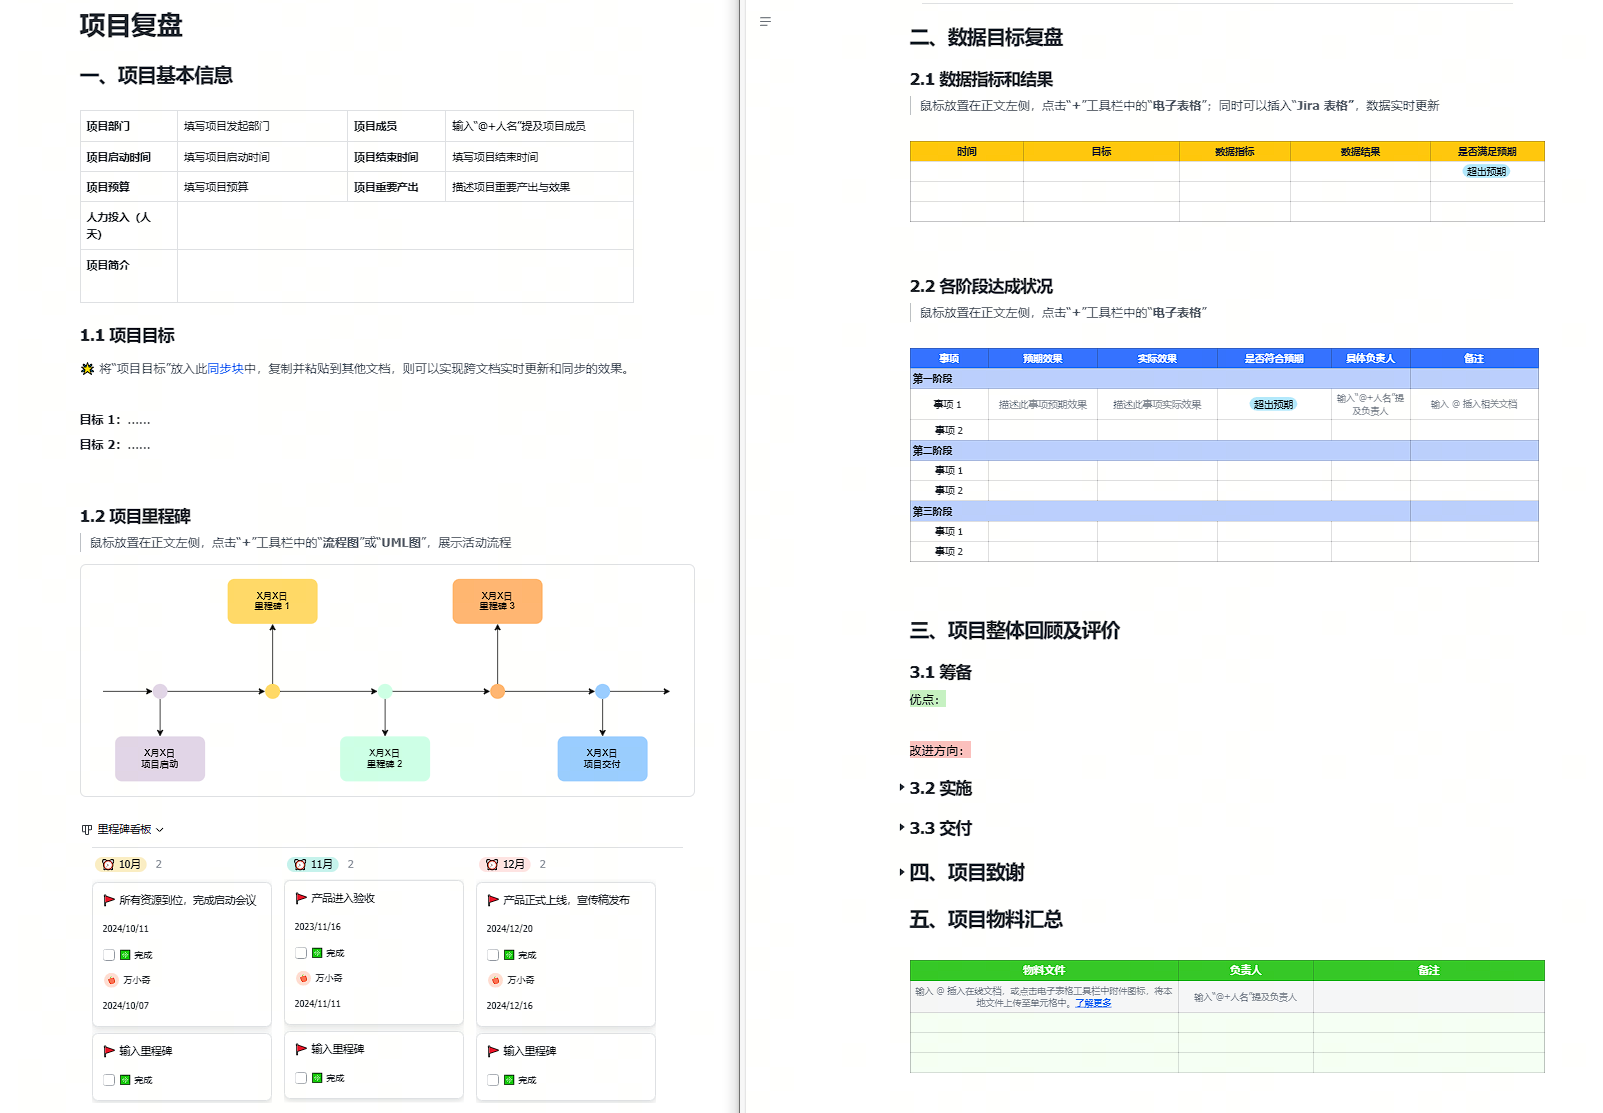 项目复盘
一、项目基本信息
项目部门 填写项目发起部门 项目成员 输入“@+人名”提及项目成员
项目启动时间 填写项目启动时间 项目结束时间 填写项目结束时间
项目预算 填写项目预算 项目重要产出 描述项目重要产出与效果
人力投入（人
天）
项目简介
1.1 项目目标
将“项目目标”放入此同步块中，复制并粘贴到其他文档，则可以实现跨文档实时更新和同步的效果。
目标 1：……
目标 2：……
1.2 项目里程碑
鼠标放置在正文左侧，点击“+”工具栏中的“流程图”或“UML图”，展示活动流程
X月X日
里程碑 1
X月X日
里程碑 3
X月X日
项目启动
X月X日
里程碑 2
X月X日
项目交付
里程碑看板
10月 2
所有资源到位，完成启动会议
2024/10/11
完成
万小奇
2024/10/07
输入里程碑
完成
11月 2
产品进入验收
2023/11/16
完成
万小奇
2024/11/11
输入里程碑
完成
12月 2
产品正式上线，宣传稿发布
2024/12/20
完成
万小奇
2024/12/16
输入里程碑
完成
二、数据目标复盘
2.1 数据指标和结果
鼠标放置在正文左侧，点击“+”工具栏中的“电子表格”；同时可以插入“Jira 表格”，数据实时更新
时间 目标 数据指标 数据结果 是否满足预期
超出预期
2.2 各阶段达成状况
鼠标放置在正文左侧，点击“+”工具栏中的“电子表格”
事项 预期效果 实际效果 是否符合预期 具体负责人 备注
第一阶段
事项 1 描述此事项预期效果 描述此事项实际效果 超出预期 输入“@+人名”提及负责人 输入 @ 插入相关文档
事项 2
第二阶段
事项 1
事项 2
第三阶段
事项 1
事项 2
三、项目整体回顾及评价
3.1 筹备
优点：
改进方向：
3.2 实施
3.3 交付
四、项目致谢
五、项目物料汇总
物料文件 负责人 备注
输入 @ 插入在线文档，或点击电子表格工具栏中附件图标，将本
地文件上传至单元格中。了解更多
输入“@+人名”提及负责人